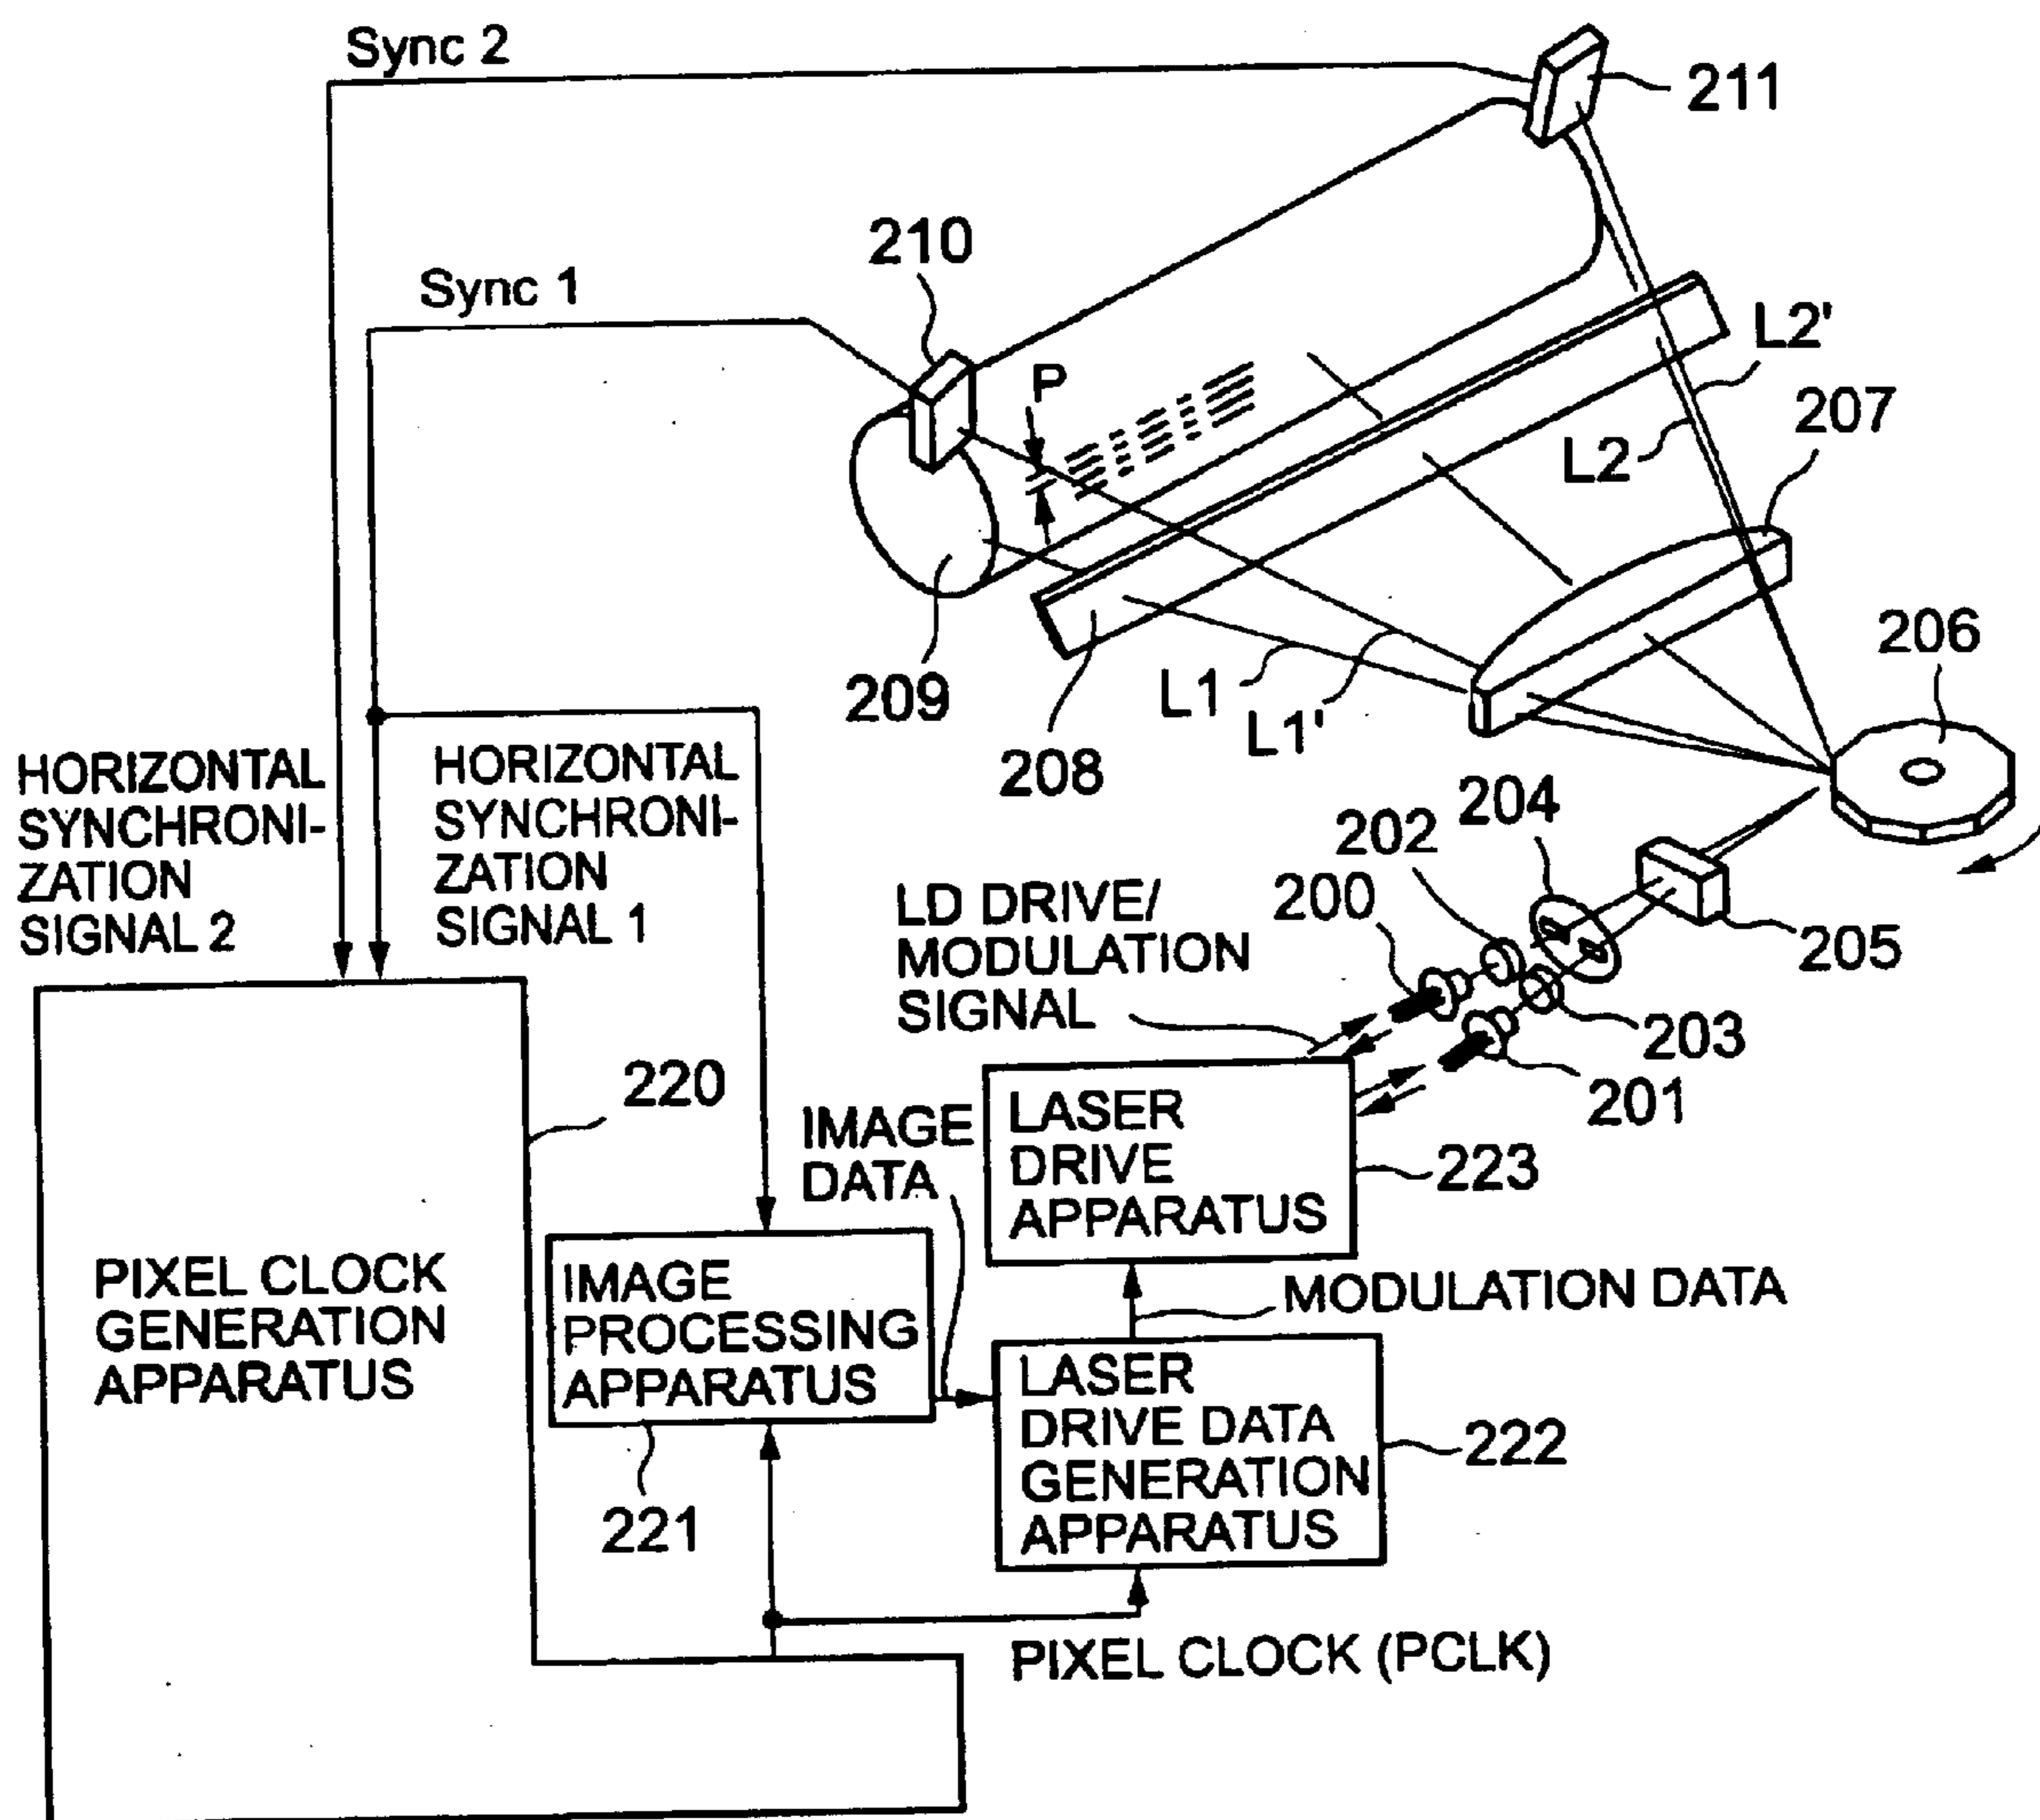 Sync 2
211
210
Sync 1
P
L2'
207
L2
206
209
L1
L1'
208
HORIZONTAL
SYNCHRONI-
ZATION
SIGNAL 2
HORIZONTAL
SYNCHRONI-
ZATION
SIGNAL 1
204
202
200
LD DRIVE/
MODULATION
SIGNAL
205
203
201
220
IMAGE
DATA
LASER
DRIVE
APPARATUS
223
PIXEL CLOCK
GENERATION
APPARATUS
IMAGE
PROCESSING
APPARATUS
MODULATION DATA
LASER
DRIVE DATA
GENERATION
APPARATUS
222
221
PIXEL CLOCK (PCLK)